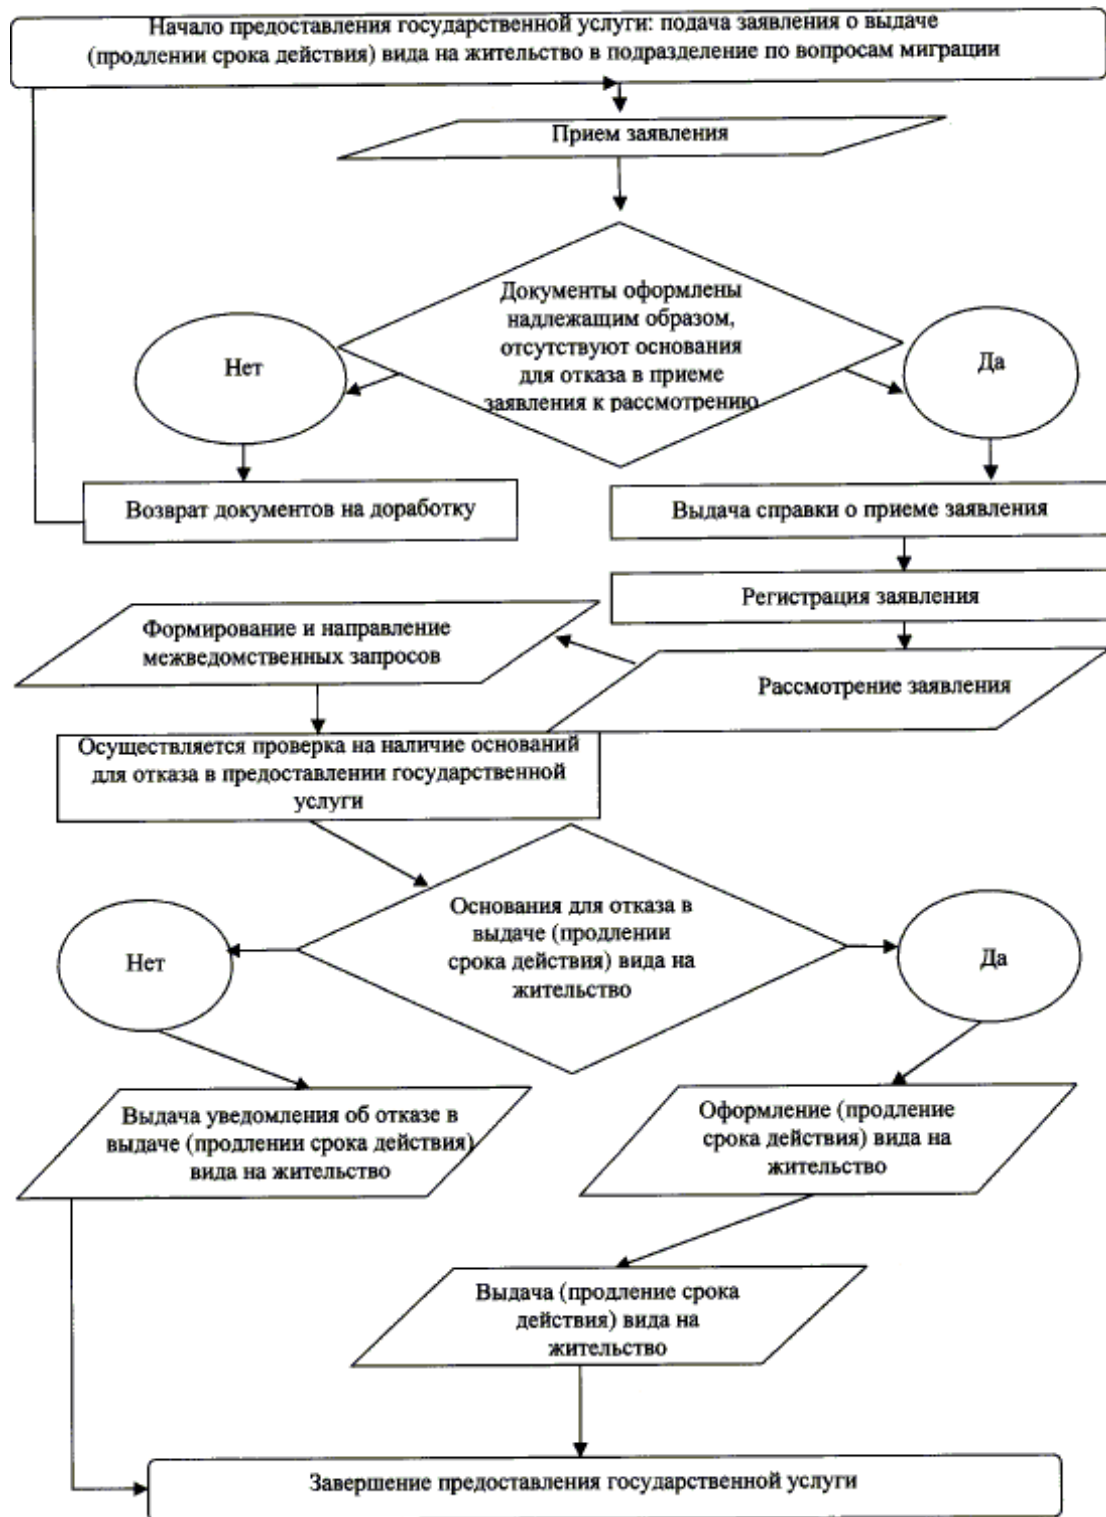 Начало предоставления государственной услуги: подача заявления о выдаче
(продлении срока действия) вида на жительство в подразделение по вопросам миграции
Прием заявления
Документы оформлены
надлежащим образом,
отсутствуют основания
для отказа в приеме
заявления к рассмотрению
Нет
Да
Возврат документов на доработку
Выдача справки о приеме заявления
Регистрация заявления
Формирование и направление
межведомственных запросов
Рассмотрение заявления
Осуществляется проверка на наличие оснований
для отказа в предоставлении государственной
услуги
Основания для отказа в
выдаче (продлении
срока действия) вида на
жительство
Нет
Да
Выдача уведомления об отказе в
выдаче (продлении срока действия)
вида на жительство
Оформление (продление
срока действия) вида на
жительство
Выдача (продление срока
действия) вида на
жительство
Завершение предоставления государственной услуги